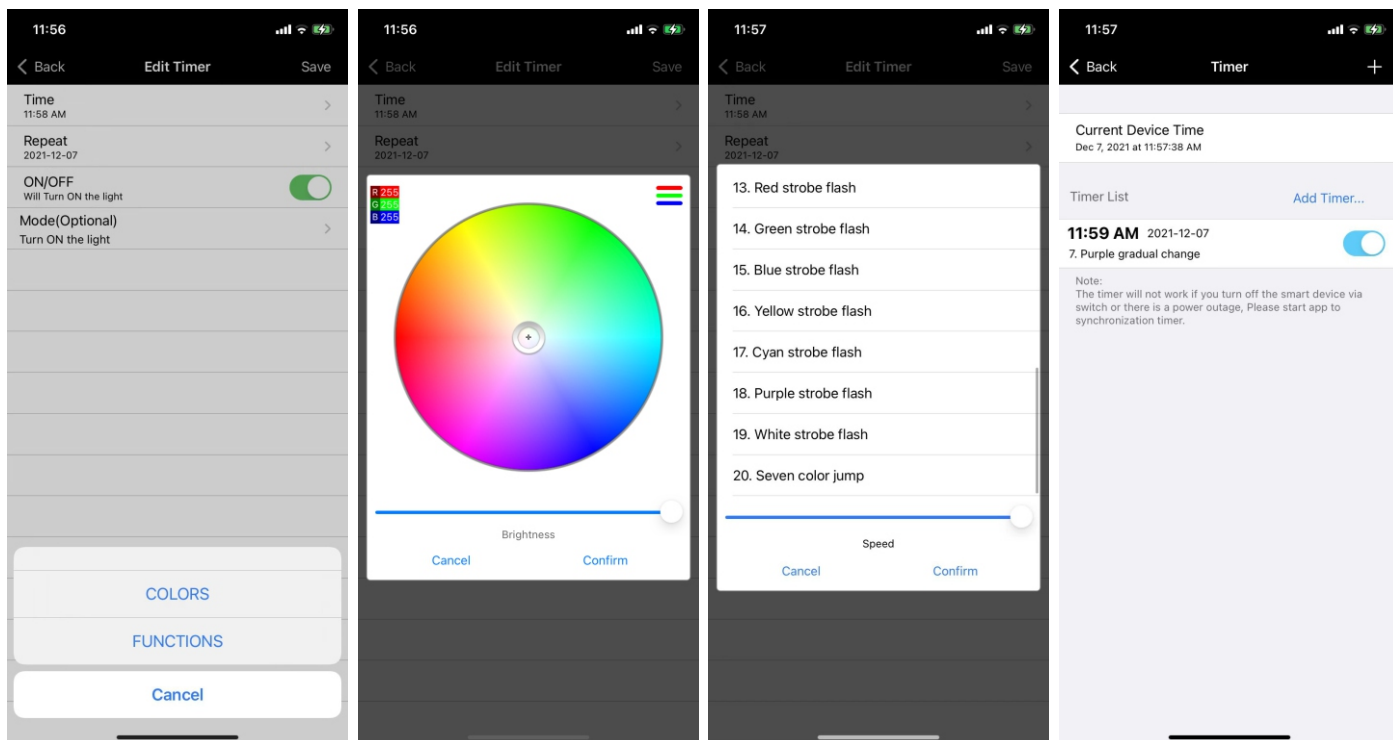 11:56
Back
Edit Timer
Save
Time
11:58 AM
Repeat
2021-12-07
ON/OFF
Will Turn ON the light
Mode(Optional)
Turn ON the light
COLORS
FUNCTIONS
Cancel
11:56
Back
Edit Timer
Save
Time
11:58 AM
Repeat
2021-12-07
R 255
G 255
B 255
Brightness
Cancel
Confirm
11:57
Back
Edit Timer
Save
Time
11:58 AM
Repeat
2021-12-07
13. Red strobe flash
14. Green strobe flash
15. Blue strobe flash
16. Yellow strobe flash
17. Cyan strobe flash
18. Purple strobe flash
19. White strobe flash
20. Seven color jump
Speed
Cancel
Confirm
11:57
Back
Timer
+
Current Device Time
Dec 7, 2021 at 11:57:38 AM
Timer List
Add Timer...
11:59 AM 2021-12-07
7. Purple gradual change
Note:
The timer will not work if you turn off the smart device via
switch or there is a power outage, Please start app to
synchronization timer.